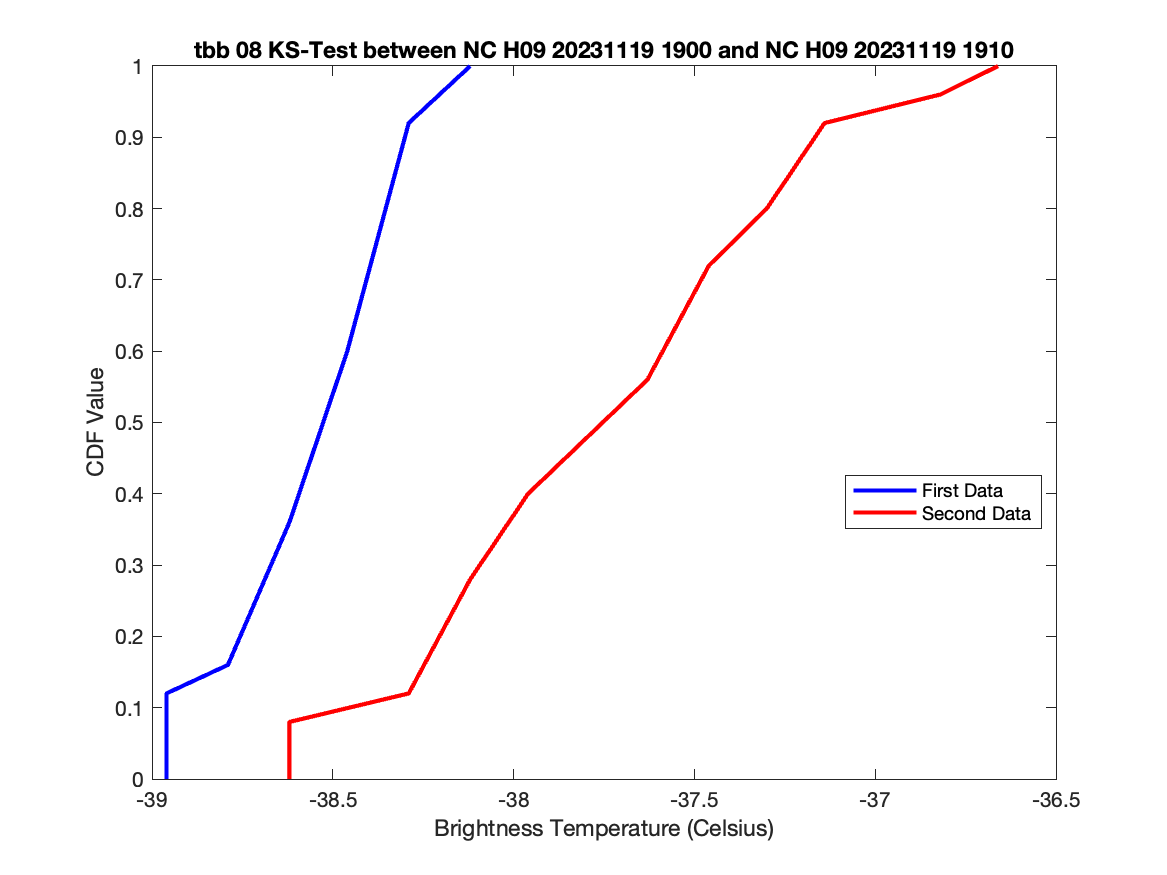 tbb 08 KS-Test between NC H09 20231119 1900 and NC H09 20231119 1910
1
0.9
0.8
0.7
0.6
0.5
0.4
0.3
0.2
0.1
0
CDF Value
First Data
Second Data
-39 -38.5 -38 -37.5 -37 -36.5
Brightness Temperature (Celsius)